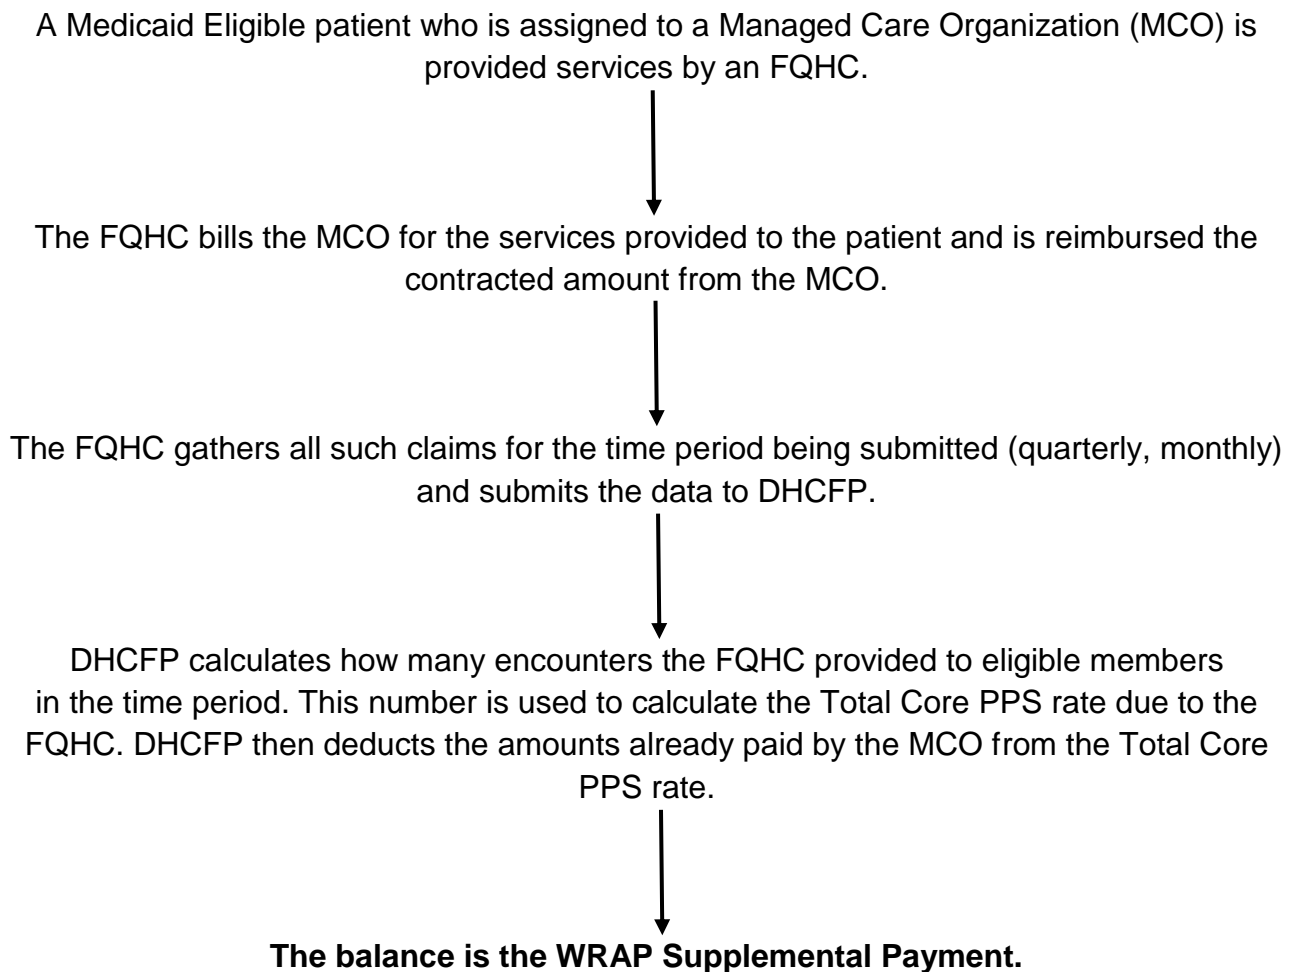 A Medicaid Eligible patient who is assigned to a Managed Care Organization (MCO) is
provided services by an FQHC.
The FQHC bills the MCO for the services provided to the patient and is reimbursed the
contracted amount from the MCO.
The FQHC gathers all such claims for the time period being submitted (quarterly, monthly)
and submits the data to DHCFP.
DHCFP calculates how many encounters the FQHC provided to eligible members
in the time period. This number is used to calculate the Total Core PPS rate due to the
FQHC. DHCFP then deducts the amounts already paid by the MCO from the Total Core
PPS rate.
The balance is the WRAP Supplemental Payment.